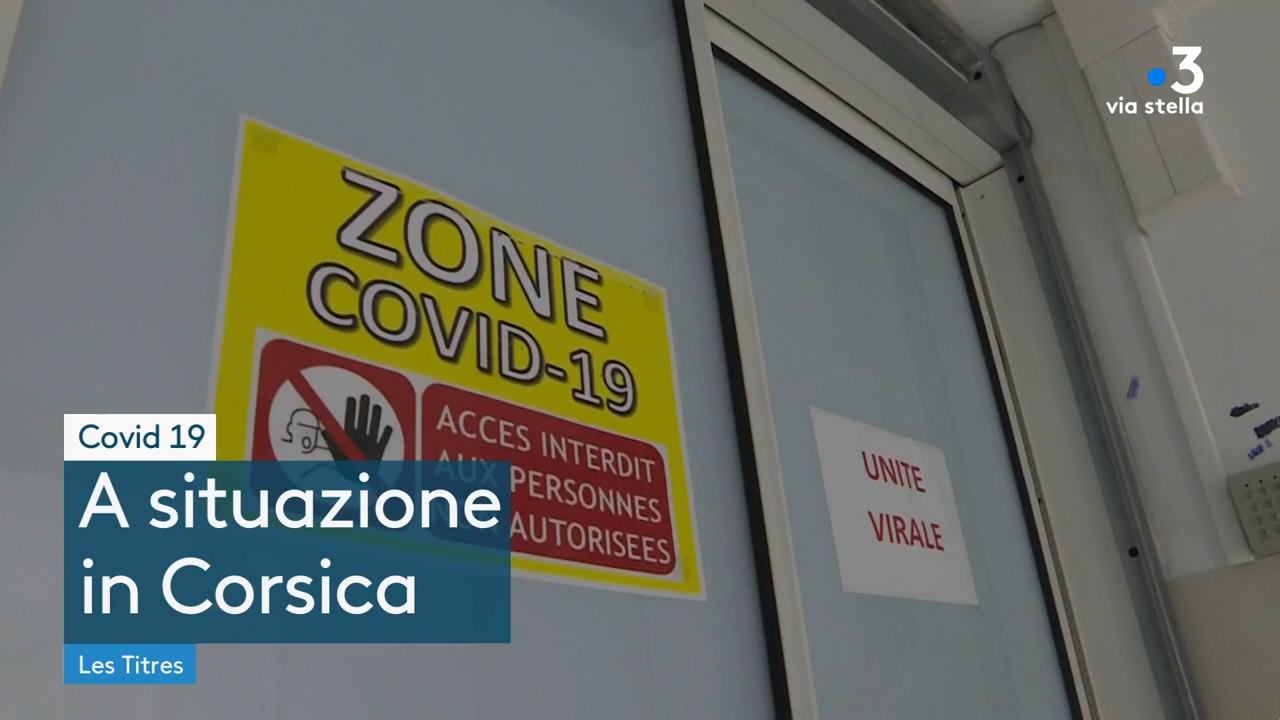 3
via stella
ZONE
COVID-19
ACCES INTERDIT
AUX PERSONNES
AUTORISEES
UNITE
VIRALE
Covid 19
A situazione
in Corsica
Les Titres